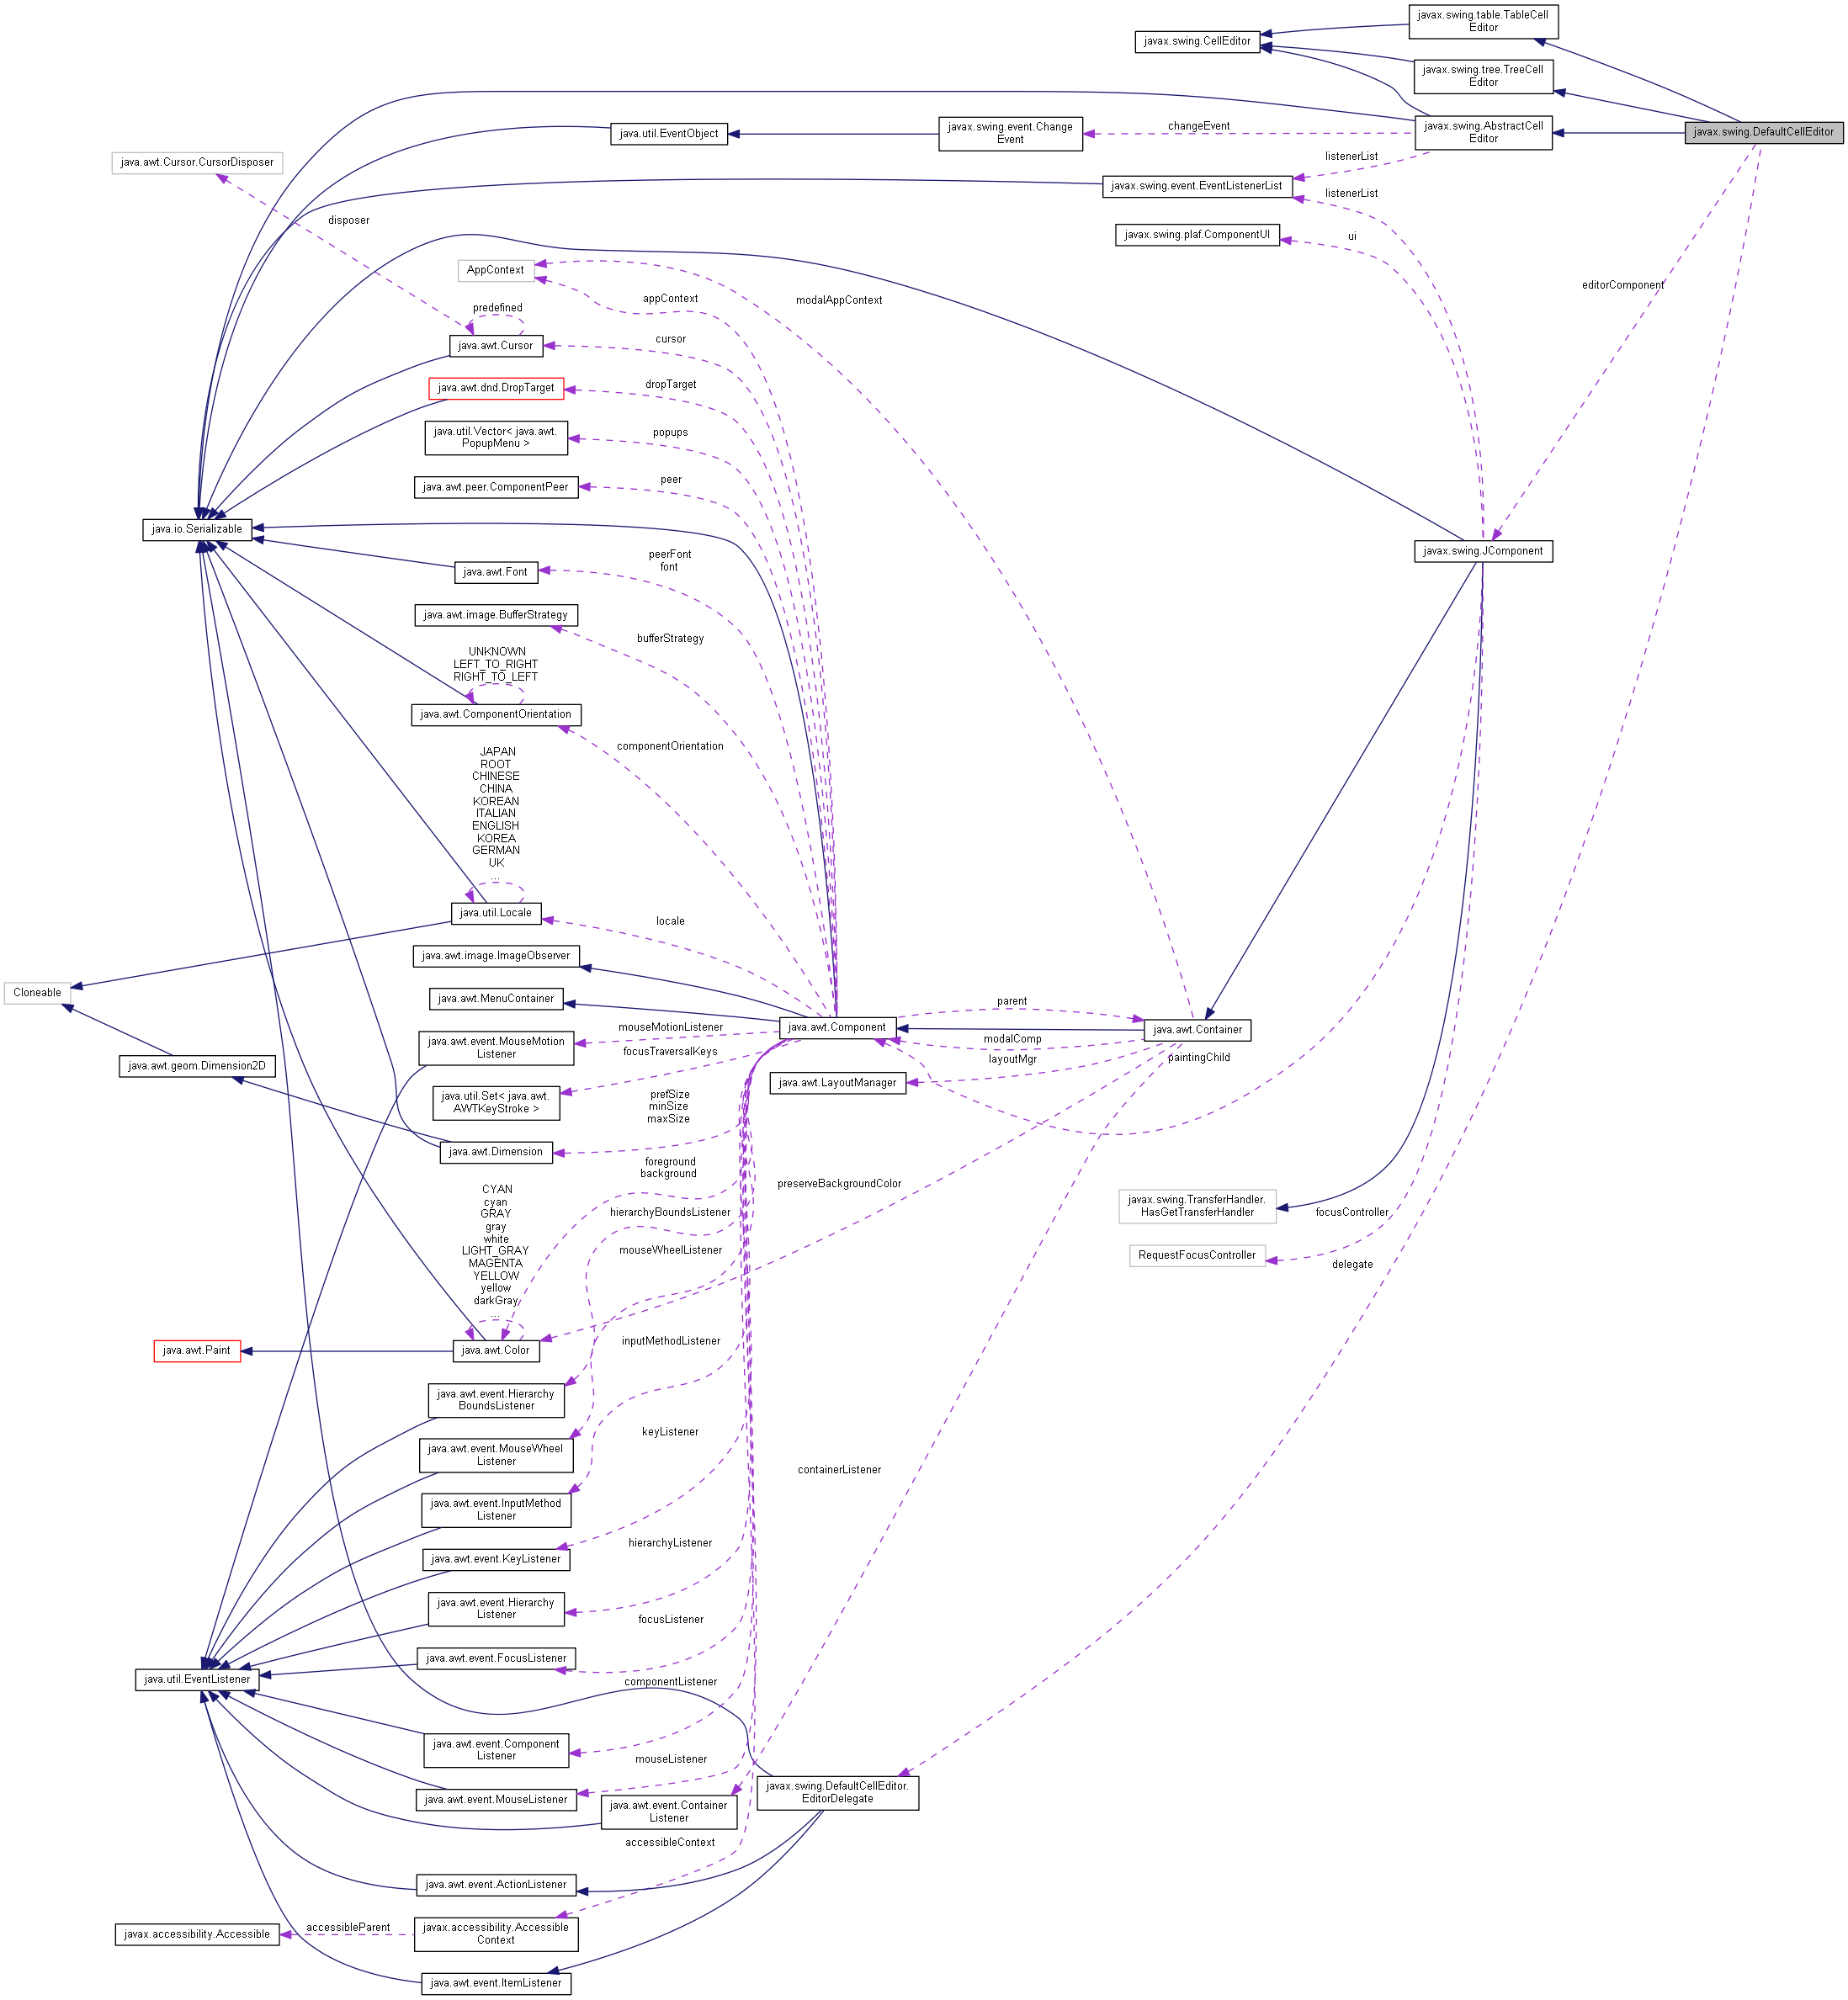 javax.swing.table.TableCell
Editor
javax.swing.CellEditor
javax.swing.tree.TreeCell
Editor
java.util.EventObject
javax.swing.event.Change
Event
changeEvent
javax.swing.AbstractCell
Editor
javax.swing.DefaultCellEditor
java.awt.Cursor.CursorDisposer
listenerList
javax.swing.event.EventListenerList
listenerList
disposer
javax.swing.plaf.ComponentUI
ui
AppContext
editorComponent
appContext
modalAppContext
predefined
java.awt.Cursor
cursor
java.awt.dnd.DropTarget
dropTarget
java.util.Vector< java.awt.
PopupMenu >
popups
java.awt.peer.ComponentPeer
peer
java.io.Serializable
javax.swing.JComponent
peerFont
font
java.awt.Font
java.awt.image.BufferStrategy
bufferStrategy
UNKNOWN
LEFT_TO_RIGHT
RIGHT_TO_LEFT
java.awt.ComponentOrientation
componentOrientation
JAPAN
ROOT
CHINESE
CHINA
KOREAN
ITALIAN
ENGLISH
KOREA
GERMAN
UK
...
java.util.Locale
locale
java.awt.image.ImageObserver
Cloneable
java.awt.MenuContainer
java.awt.Component
parent
java.awt.Container
mouseMotionListener
modalComp
java.awt.event.MouseMotion
Listener
focusTraversalKeys
layoutMgr
paintingChild
java.awt.geom.Dimension2D
java.awt.LayoutManager
java.util.Set< java.awt.
AWTKeyStroke >
prefSize
minSize
maxSize
java.awt.Dimension
foreground
background
preserveBackgroundColor
CYAN
cyan
GRAY
gray
white
LIGHT_GRAY
MAGENTA
YELLOW
yellow
darkGray
...
hierarchyBoundsListener
javax.swing.TransferHandler.
HasGetTransferHandler
focusController
mouseWheelListener
RequestFocusController
delegate
java.awt.Paint
java.awt.Color
inputMethodListener
java.awt.event.Hierarchy
BoundsListener
keyListener
java.awt.event.MouseWheel
Listener
containerListener
java.awt.event.InputMethod
Listener
hierarchyListener
java.awt.event.KeyListener
java.awt.event.Hierarchy
Listener
focusListener
java.awt.event.FocusListener
java.util.EventListener
componentListener
java.awt.event.Component
Listener
mouseListener
java.awt.event.MouseListener
java.awt.event.Container
Listener
javax.swing.DefaultCellEditor.
EditorDelegate
accessibleContext
java.awt.event.ActionListener
javax.accessibility.Accessible
accessibleParent
javax.accessibility.Accessible
Context
java.awt.event.ItemListener